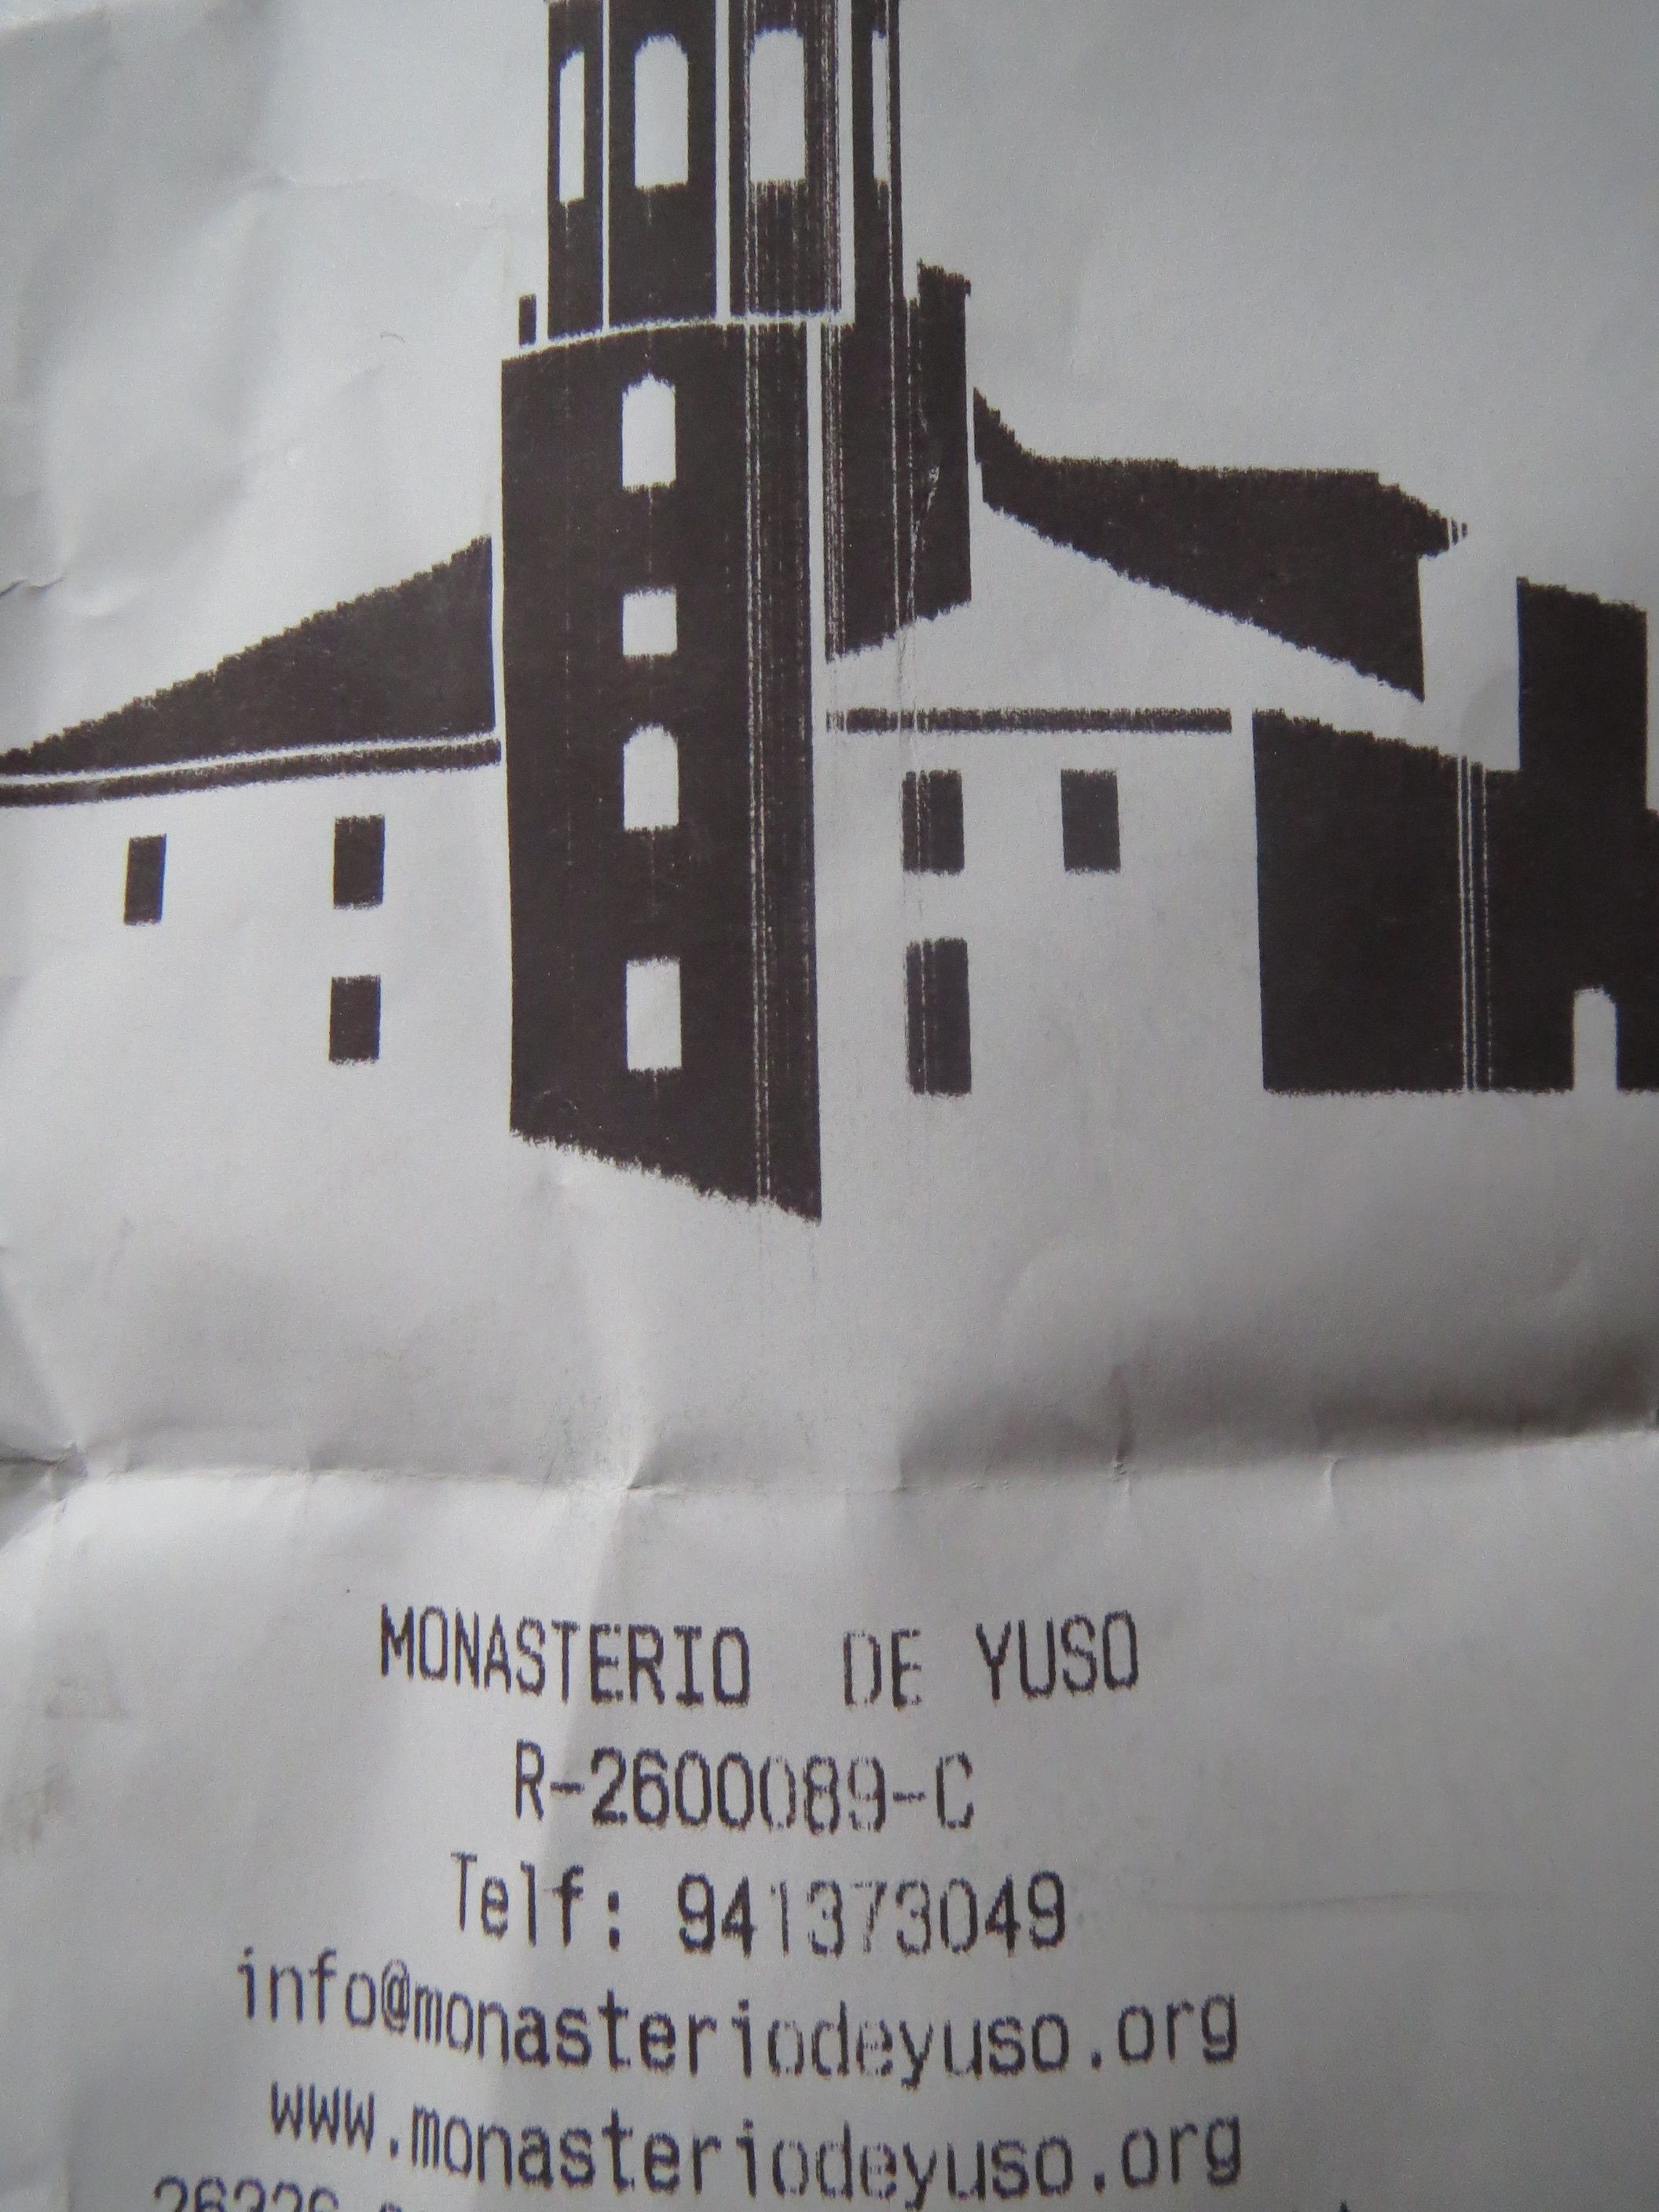 MONASTERIO DE YUSO
R-2600089-C
Telf: 941373049
info@monasteriodeyuso.org
www.monasteriodeyuso.org